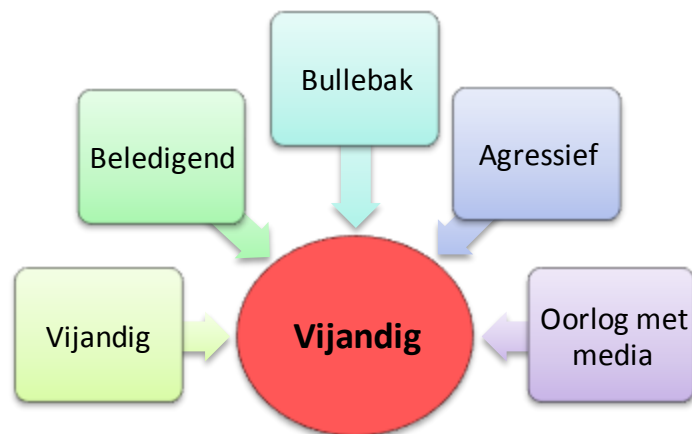 Bullebak
Beledigend
Agressief
Vijandig
Vijandig
Oorlog met
media